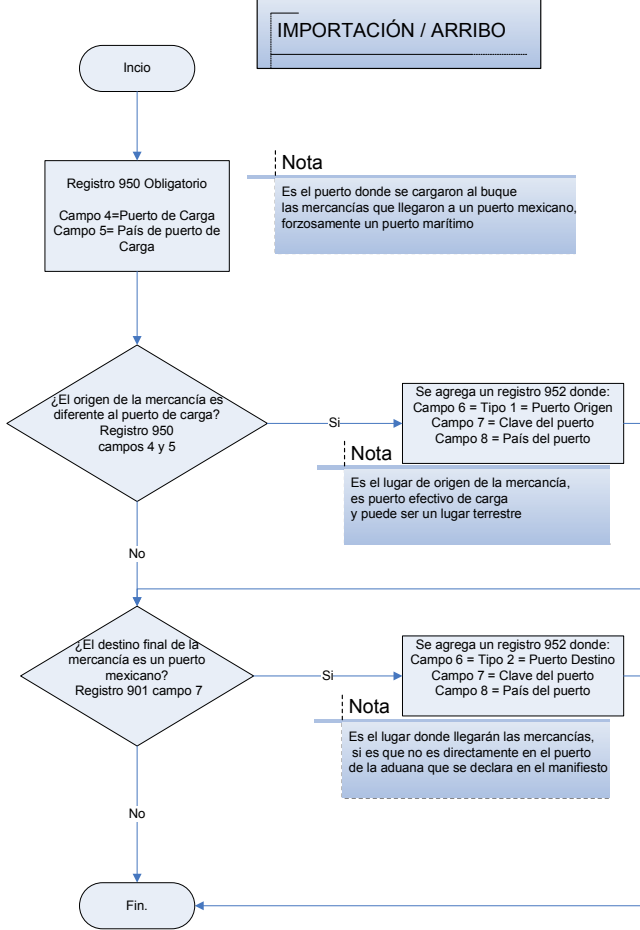 IMPORTACIÓN / ARRIBO
Incio
Registro 950 Obligatorio
Campo 4=Puerto de Carga
Campo 5= País de puerto de
Carga
Nota
Es el puerto donde se cargaron al buque
las mercancías que llegaron a un puerto mexicano,
forzosamente un puerto marítimo
¿El origen de la mercancía es
diferente al puerto de carga?
Registro 950
campos 4 y 5
Si
Se agrega un registro 952 donde:
Campo 6 = Tipo 1 = Puerto Origen
Campo 7 = Clave del puerto
Campo 8 = País del puerto
Nota
Es el lugar de origen de la mercancía,
es puerto efectivo de carga
y puede ser un lugar terrestre
No
¿El destino final de la
mercancía es un puerto
mexicano?
Registro 901 campo 7
Si
Se agrega un registro 952 donde:
Campo 6 = Tipo 2 = Puerto Destino
Campo 7 = Clave del puerto
Campo 8 = País del puerto
Nota
Es el lugar donde llegarán las mercancías,
si es que no es directamente en el puerto
de la aduana que se declara en el manifiesto
No
Fin.